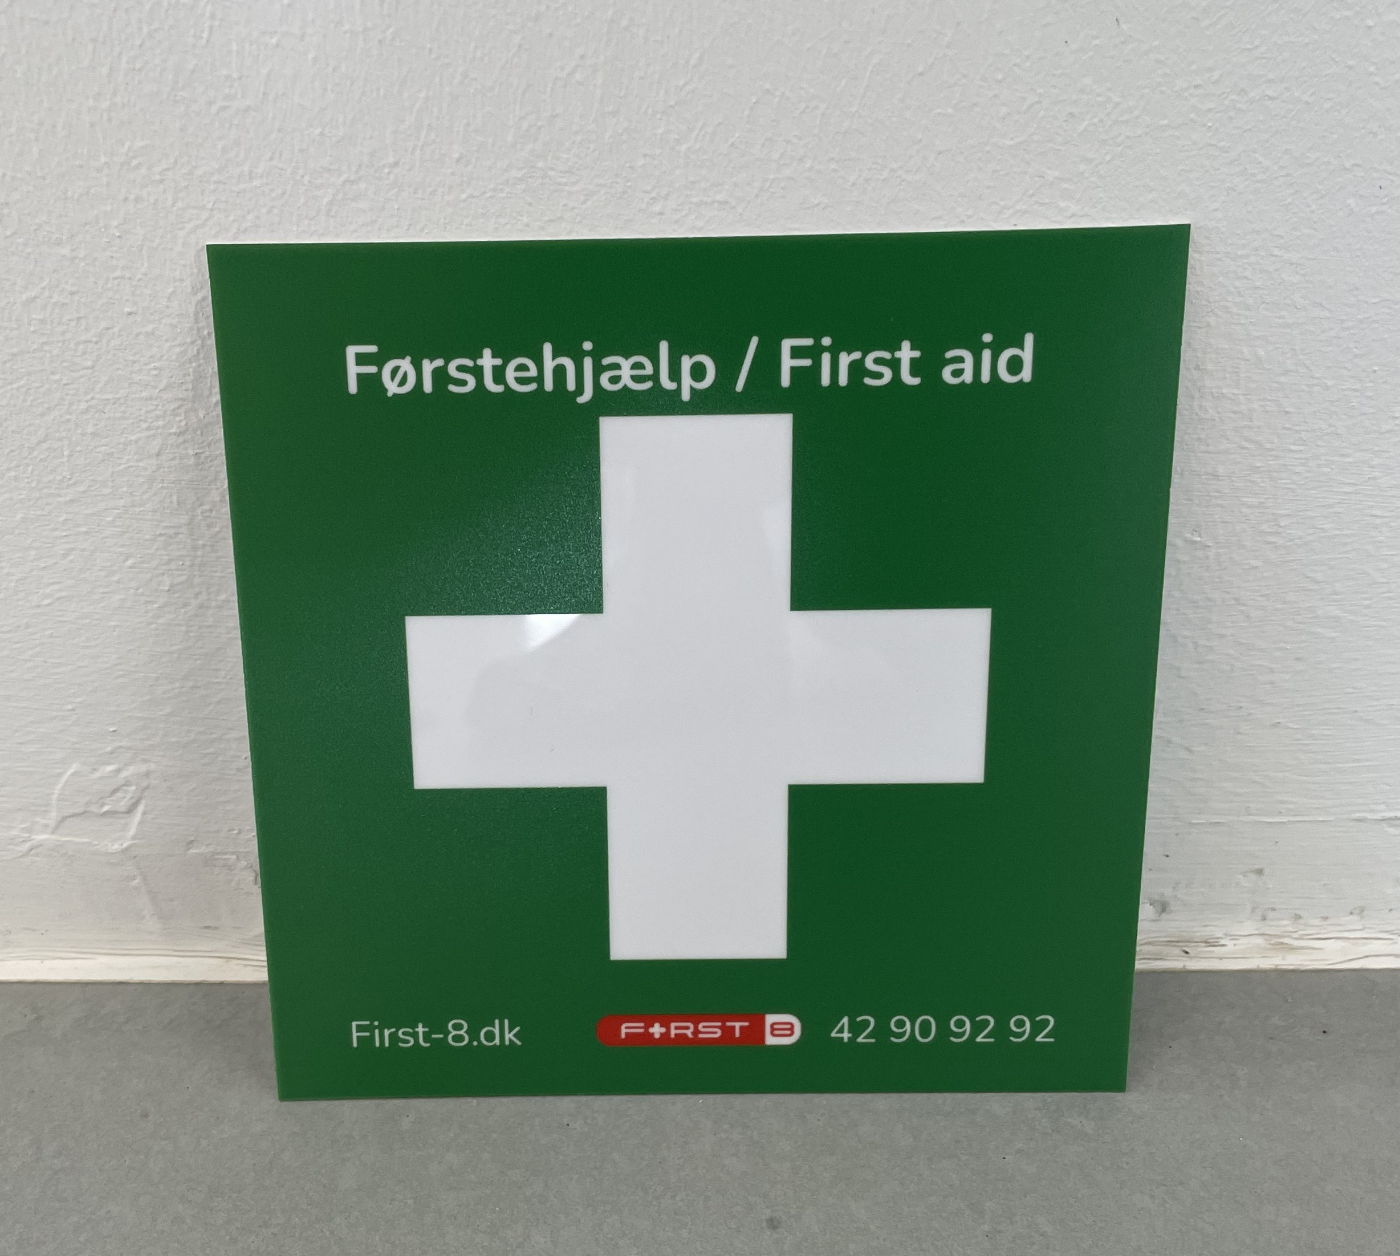 Førstehjælp / First aid
First-8.dk F+RST 8 42 90 92 92